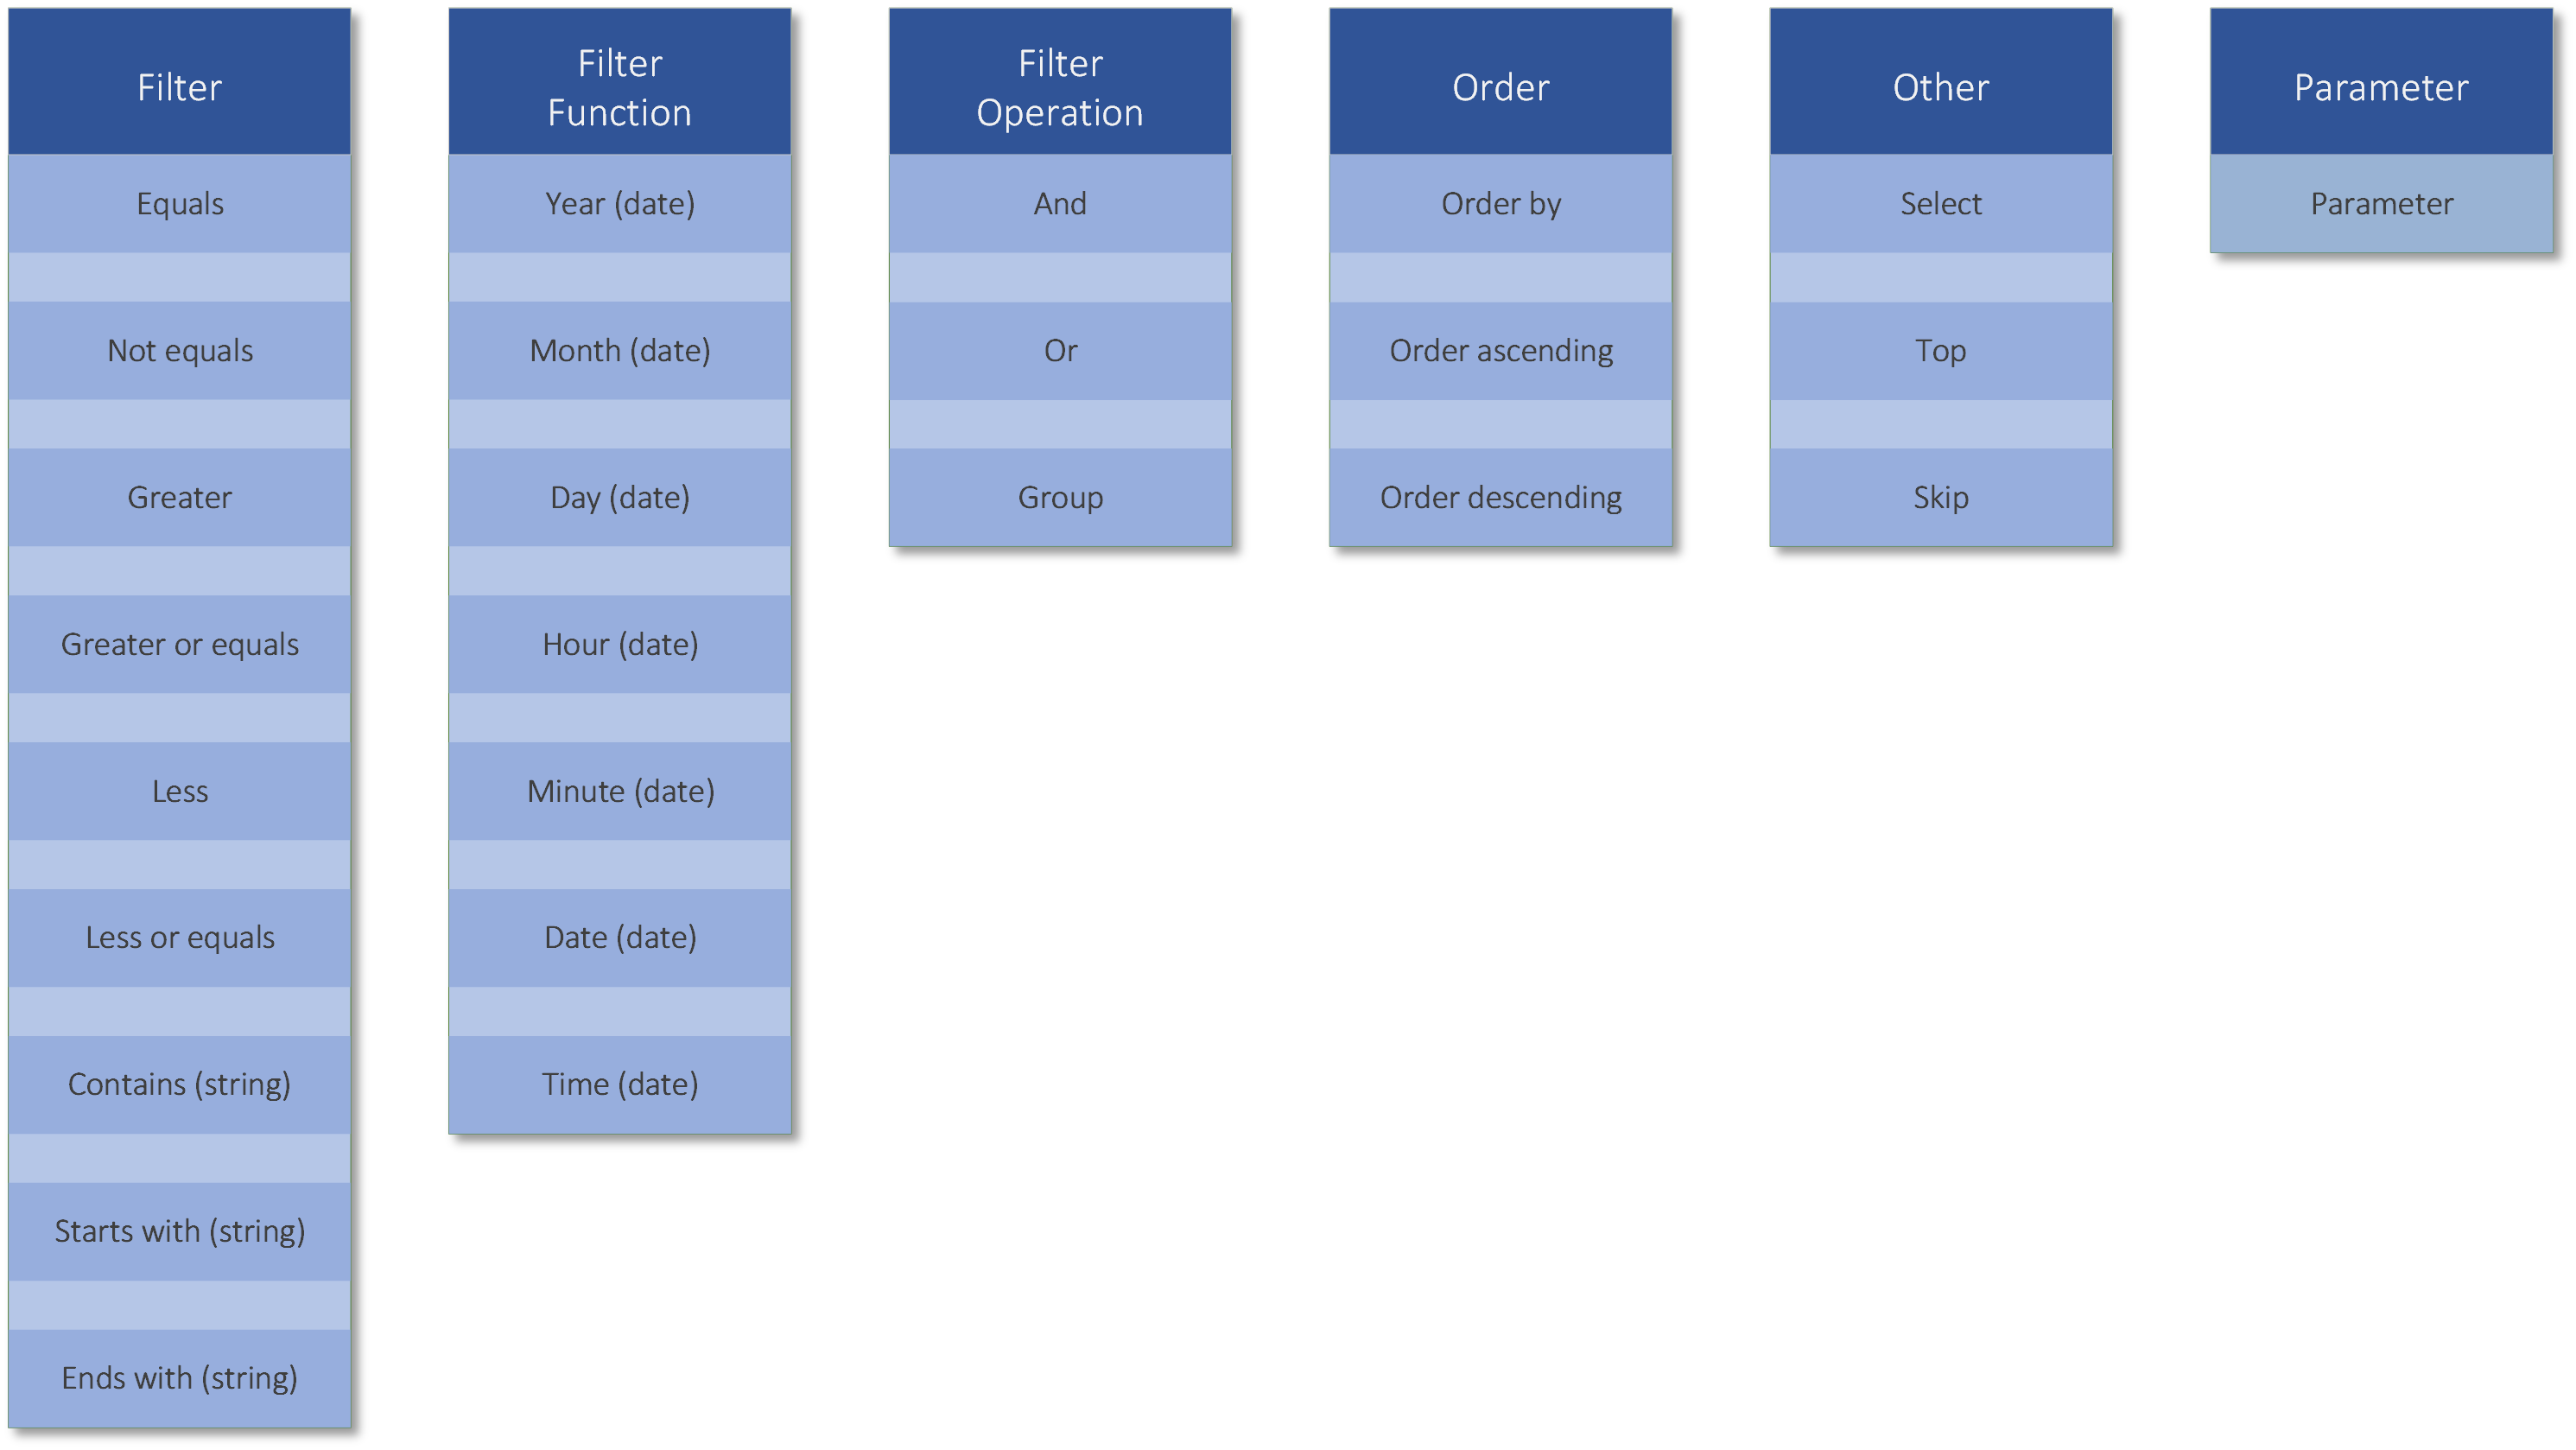 Filter
Equals
Not equals
Greater
Greater or equals
Less
Less or equals
Contains (string)
Starts with (string)
Ends with (string)
Filter
Function
Year (date)
Month (date)
Day (date)
Hour (date)
Minute (date)
Date (date)
Time (date)
Filter
Operation
And
Or
Group
Order
Order by
Order ascending
Order descending
Other
Select
Top
Skip
Parameter
Parameter